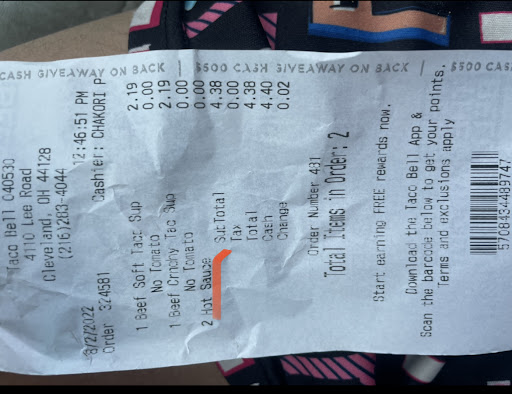 CASH GIVEAWAY ON BACK | $500 CASH GIVEAWAY ON BACK | $500 CAS
Taco Bell 040530
4110 Lee Road
Cleveland, OH 44128
(216)283-4044
8/2/2022 12:46:51 PM
Order 324581 Cashier: CHAKORI P
1 Beef Soft Taco Sup 2.19
No Tomato 0.00
1 Beef Crnchy Tac Sup 2.19
No Tomato 0.00
2 Hot Sauce 0.00
SubTotal 4.38
Tax 0.00
Total 4.38
Cash 4.40
Change 0.02
Order Number 431
Total Items in Order: 2
Start earning FREE rewards now.
Download the Taco Bell App &
Scan the barcode below to get your points.
Terms and exclusions apply
5708434489747